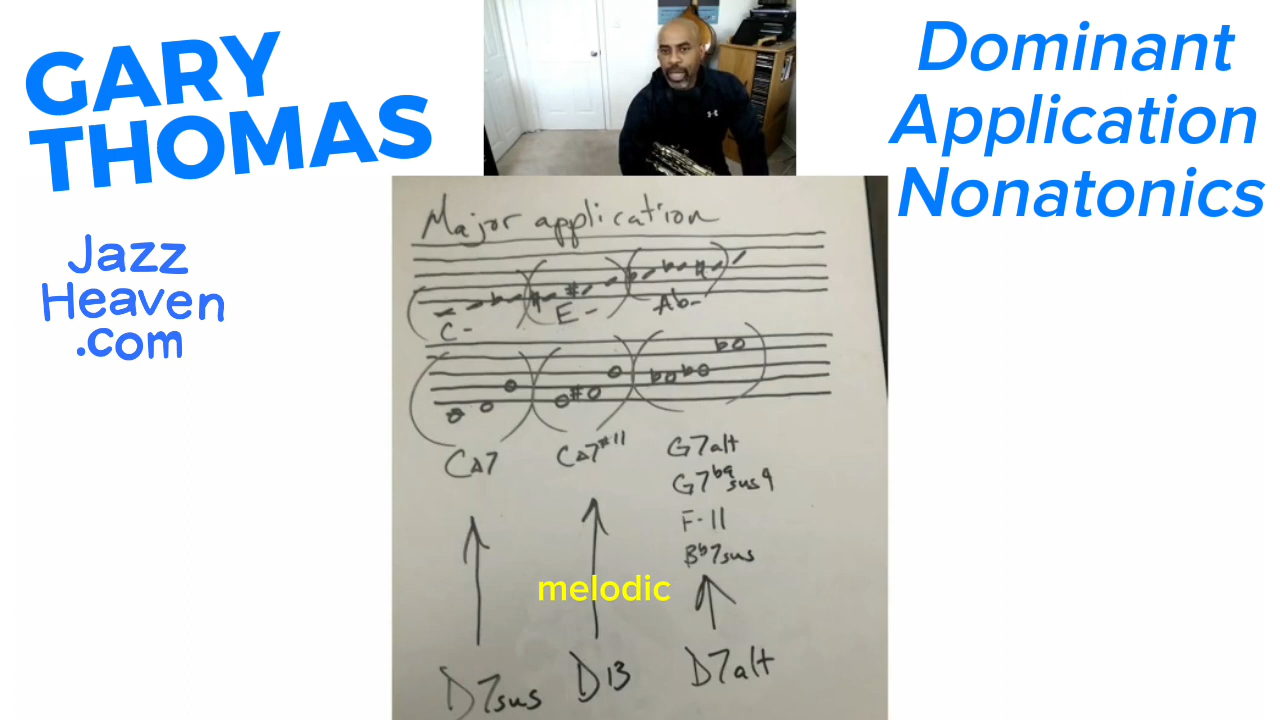 GARY
THOMAS
Dominant
Application
Nonatonics
Jazz
Heaven
.com
Major application
C- E- Ab-
CΔ7 CΔ7#11 G7alt
G7b9sus4
F-11
Bb7sus
melodic
D7sus D13 D7alt